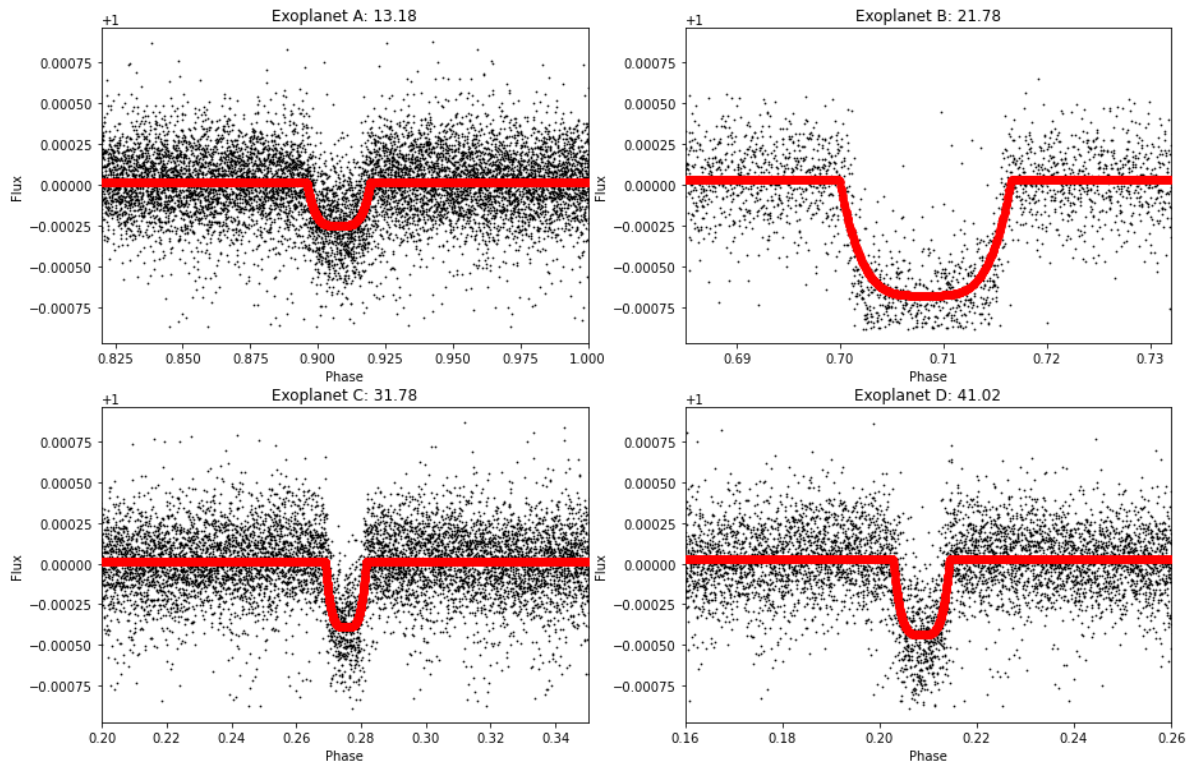 Exoplanet A: 13.18
+1
0.00075
0.00050
0.00025
0.00000
−0.00025
−0.00050
−0.00075
Flux
0.825 0.850 0.875 0.900 0.925 0.950 0.975 1.000
Phase
Exoplanet B: 21.78
+1
0.00075
0.00050
0.00025
0.00000
−0.00025
−0.00050
−0.00075
Flux
0.69 0.70 0.71 0.72 0.73
Phase
Exoplanet C: 31.78
+1
0.00075
0.00050
0.00025
0.00000
−0.00025
−0.00050
−0.00075
Flux
0.20 0.22 0.24 0.26 0.28 0.30 0.32 0.34
Phase
Exoplanet D: 41.02
+1
0.00075
0.00050
0.00025
0.00000
−0.00025
−0.00050
−0.00075
Flux
0.16 0.18 0.20 0.22 0.24 0.26
Phase